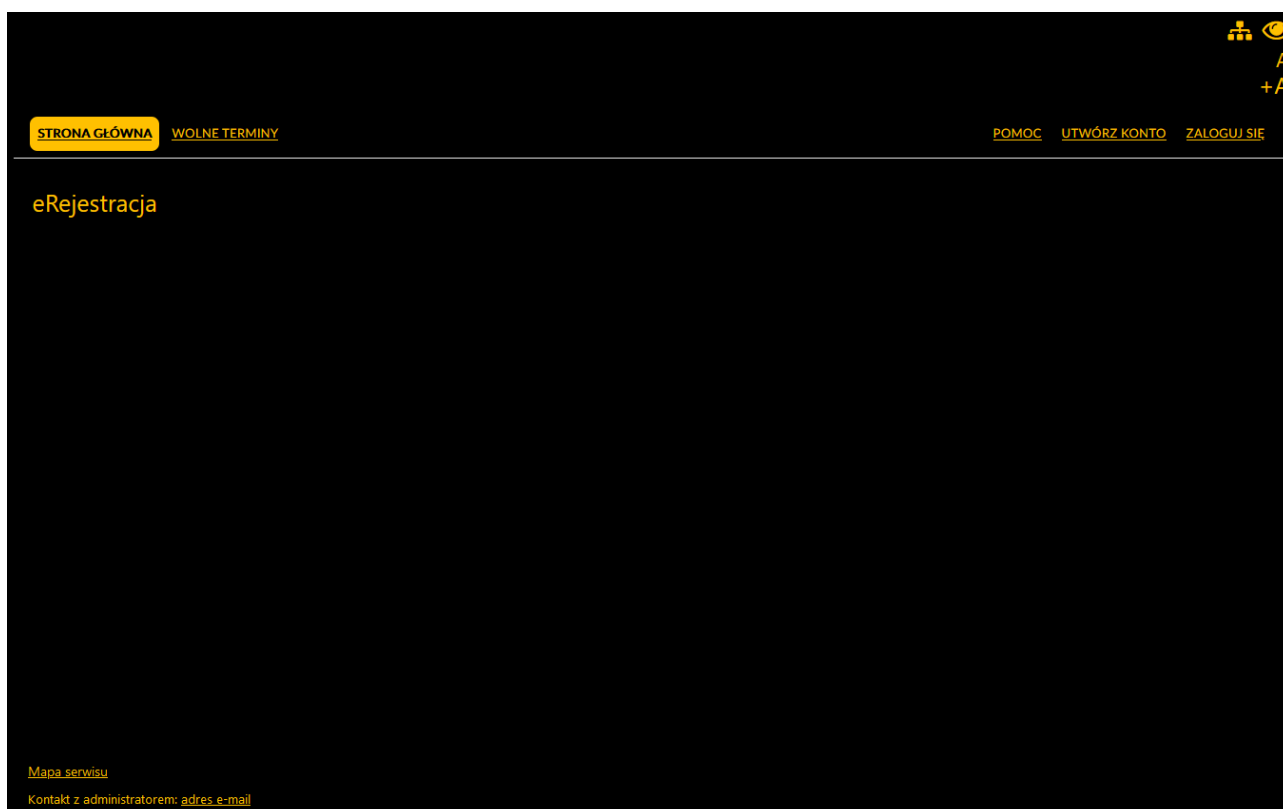 A
+A
STRONA GŁÓWNA WOLNE TERMINY POMOC UTWÓRZ KONTO ZALOGUJ SIĘ
eRejestracja
Mapa serwisu
Kontakt z administratorem: adres e-mail